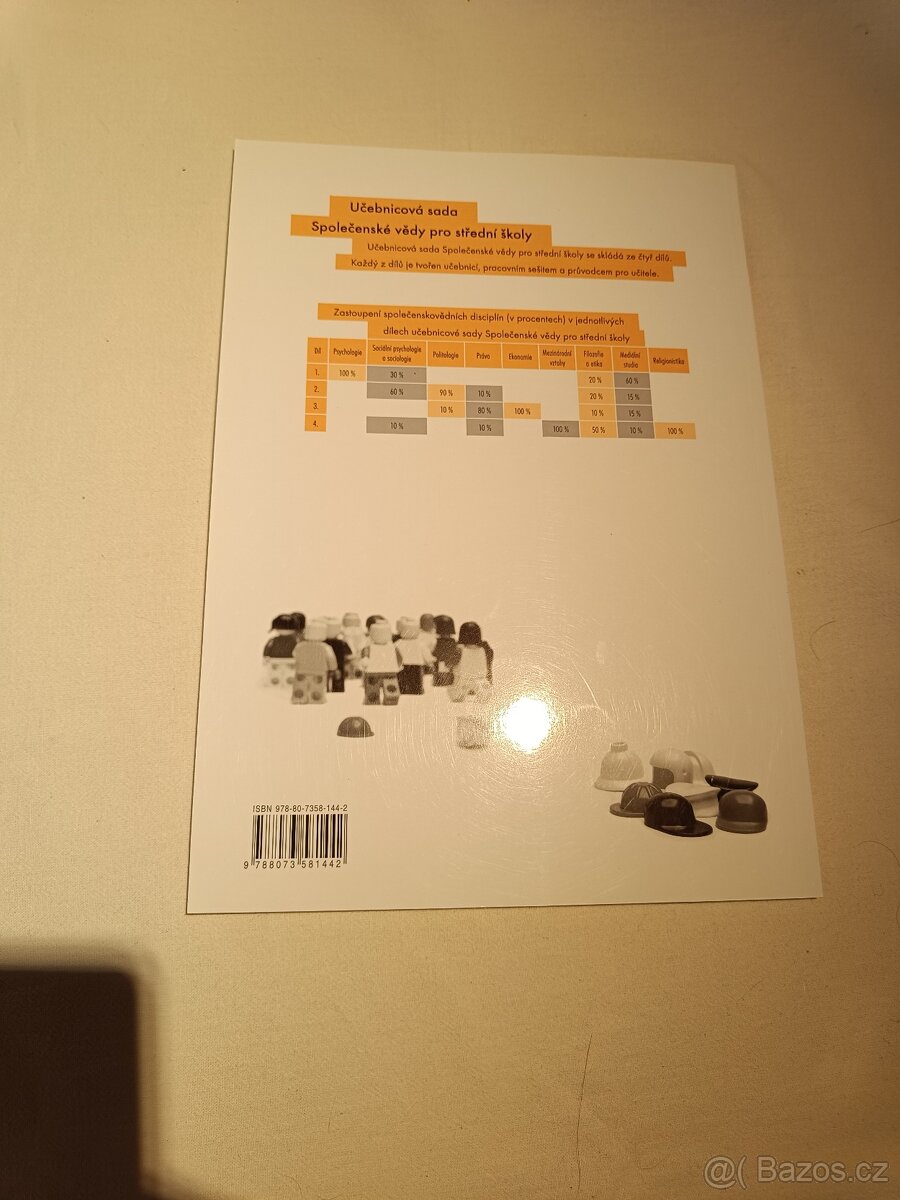 Učebnicová sada
Společenské vědy pro střední školy
Učebnicová sada Společenské vědy pro střední školy se skládá ze čtyř dílů.
Každý z dílů je tvořen učebnicí, pracovním sešitem a průvodcem pro učitele.
Zastoupení společenskovědních disciplín (v procentech) v jednotlivých
dílech učebnicové sady Společenské vědy pro střední školy
Díl Psychologie Sociální psychologie a sociologie Politologie Právo Ekonomie Mezinárodní vztahy Filozofie a etika Mediální studia Religionistika
1. 100 % 30 % 20 % 60 %
2. 60 % 90 % 10 % 20 % 15 %
3. 10 % 80 % 100 % 10 % 15 %
4. 10 % 10 % 100 % 50 % 10 % 100 %
ISBN 978-80-7358-144-2
9 788073 581442
@( Bazos.cz